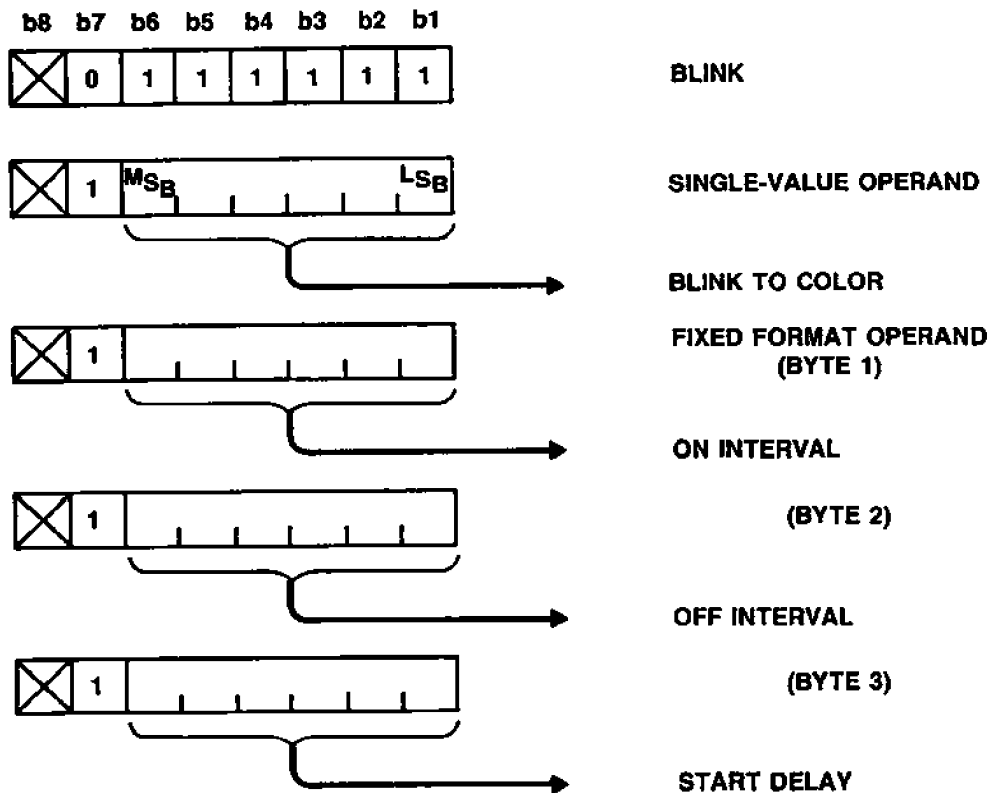 b8 b7 b6 b5 b4 b3 b2 b1
0 1 1 1 1 1 1 BLINK
1 MSB LSB SINGLE-VALUE OPERAND
BLINK TO COLOR
1 FIXED FORMAT OPERAND
(BYTE 1)
ON INTERVAL
1 (BYTE 2)
OFF INTERVAL
1 (BYTE 3)
START DELAY